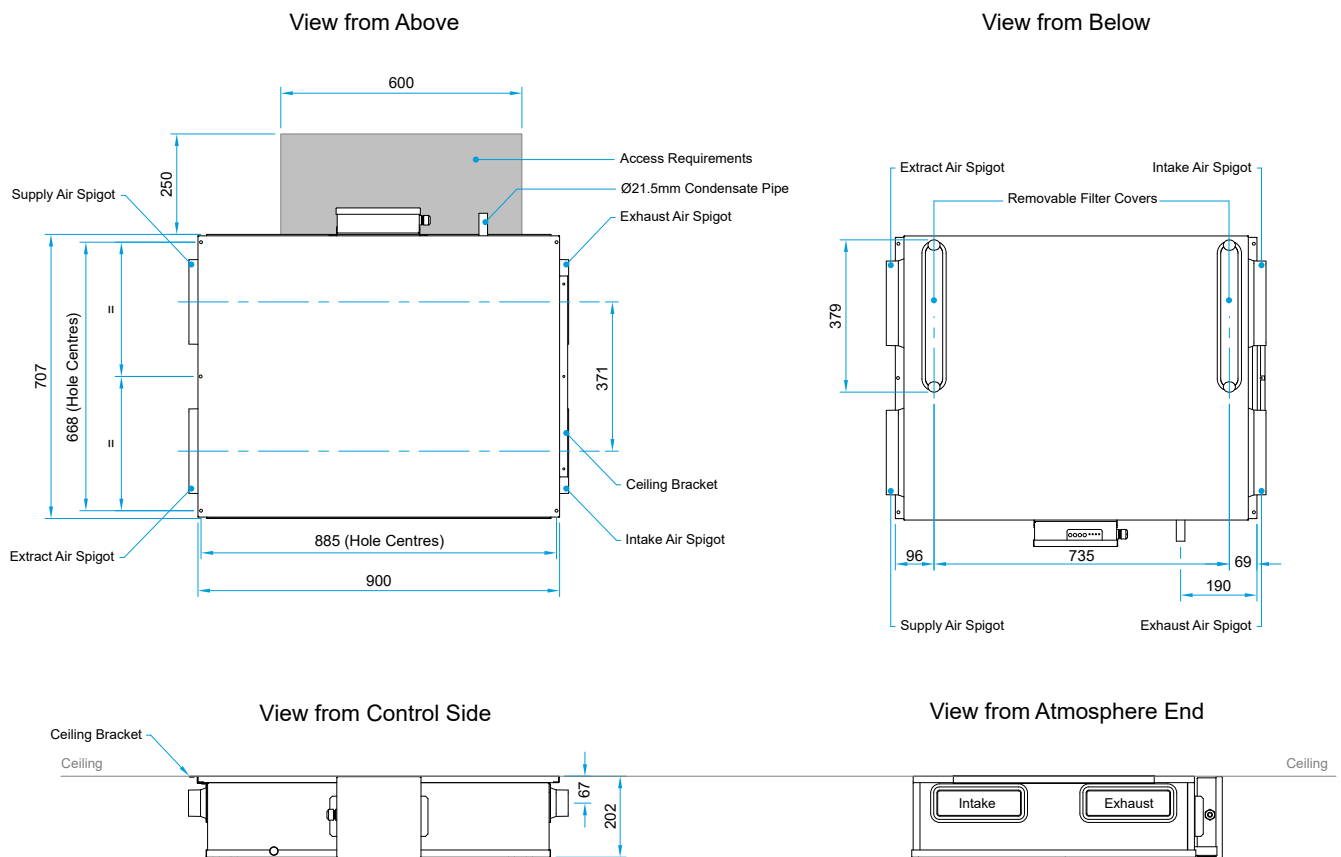 View from Above
View from Below
600
250
Access Requirements
Ø21.5mm Condensate Pipe
Supply Air Spigot
Exhaust Air Spigot
707
668 (Hole Centres)
=
=
371
Ceiling Bracket
Extract Air Spigot
Intake Air Spigot
885 (Hole Centres)
900
Extract Air Spigot
Intake Air Spigot
Removable Filter Covers
379
96
735
69
190
Supply Air Spigot
Exhaust Air Spigot
View from Control Side
View from Atmosphere End
Ceiling Bracket
Ceiling
Ceiling
67
202
Intake
Exhaust